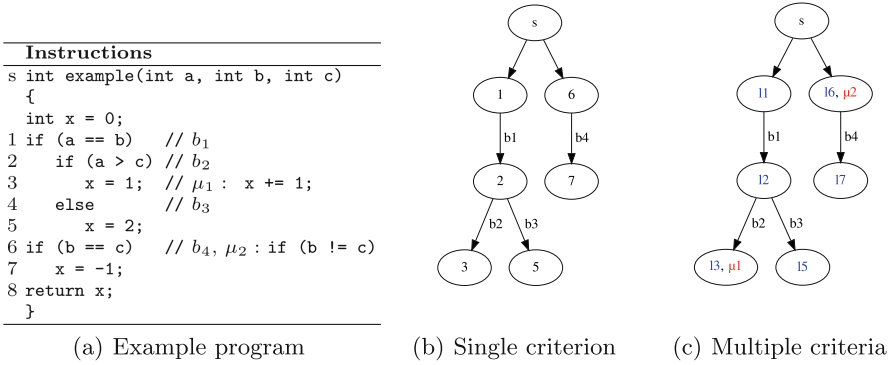 Instructions
s int example(int a, int b, int c)
{
int x = 0;
1 if (a == b) // b₁
2 if (a > c) // b₂
3 x = 1; // μ₁ : x += 1;
4 else // b₃
5 x = 2;
6 if (b == c) // b₄, μ₂ : if (b != c)
7 x = -1;
8 return x;
}
(a) Example program
s
1
6
b1
b4
2
7
b2
b3
3
5
(b) Single criterion
s
l1
l6, μ2
b1
b4
l2
l7
b2
b3
l3, μ1
l5
(c) Multiple criteria